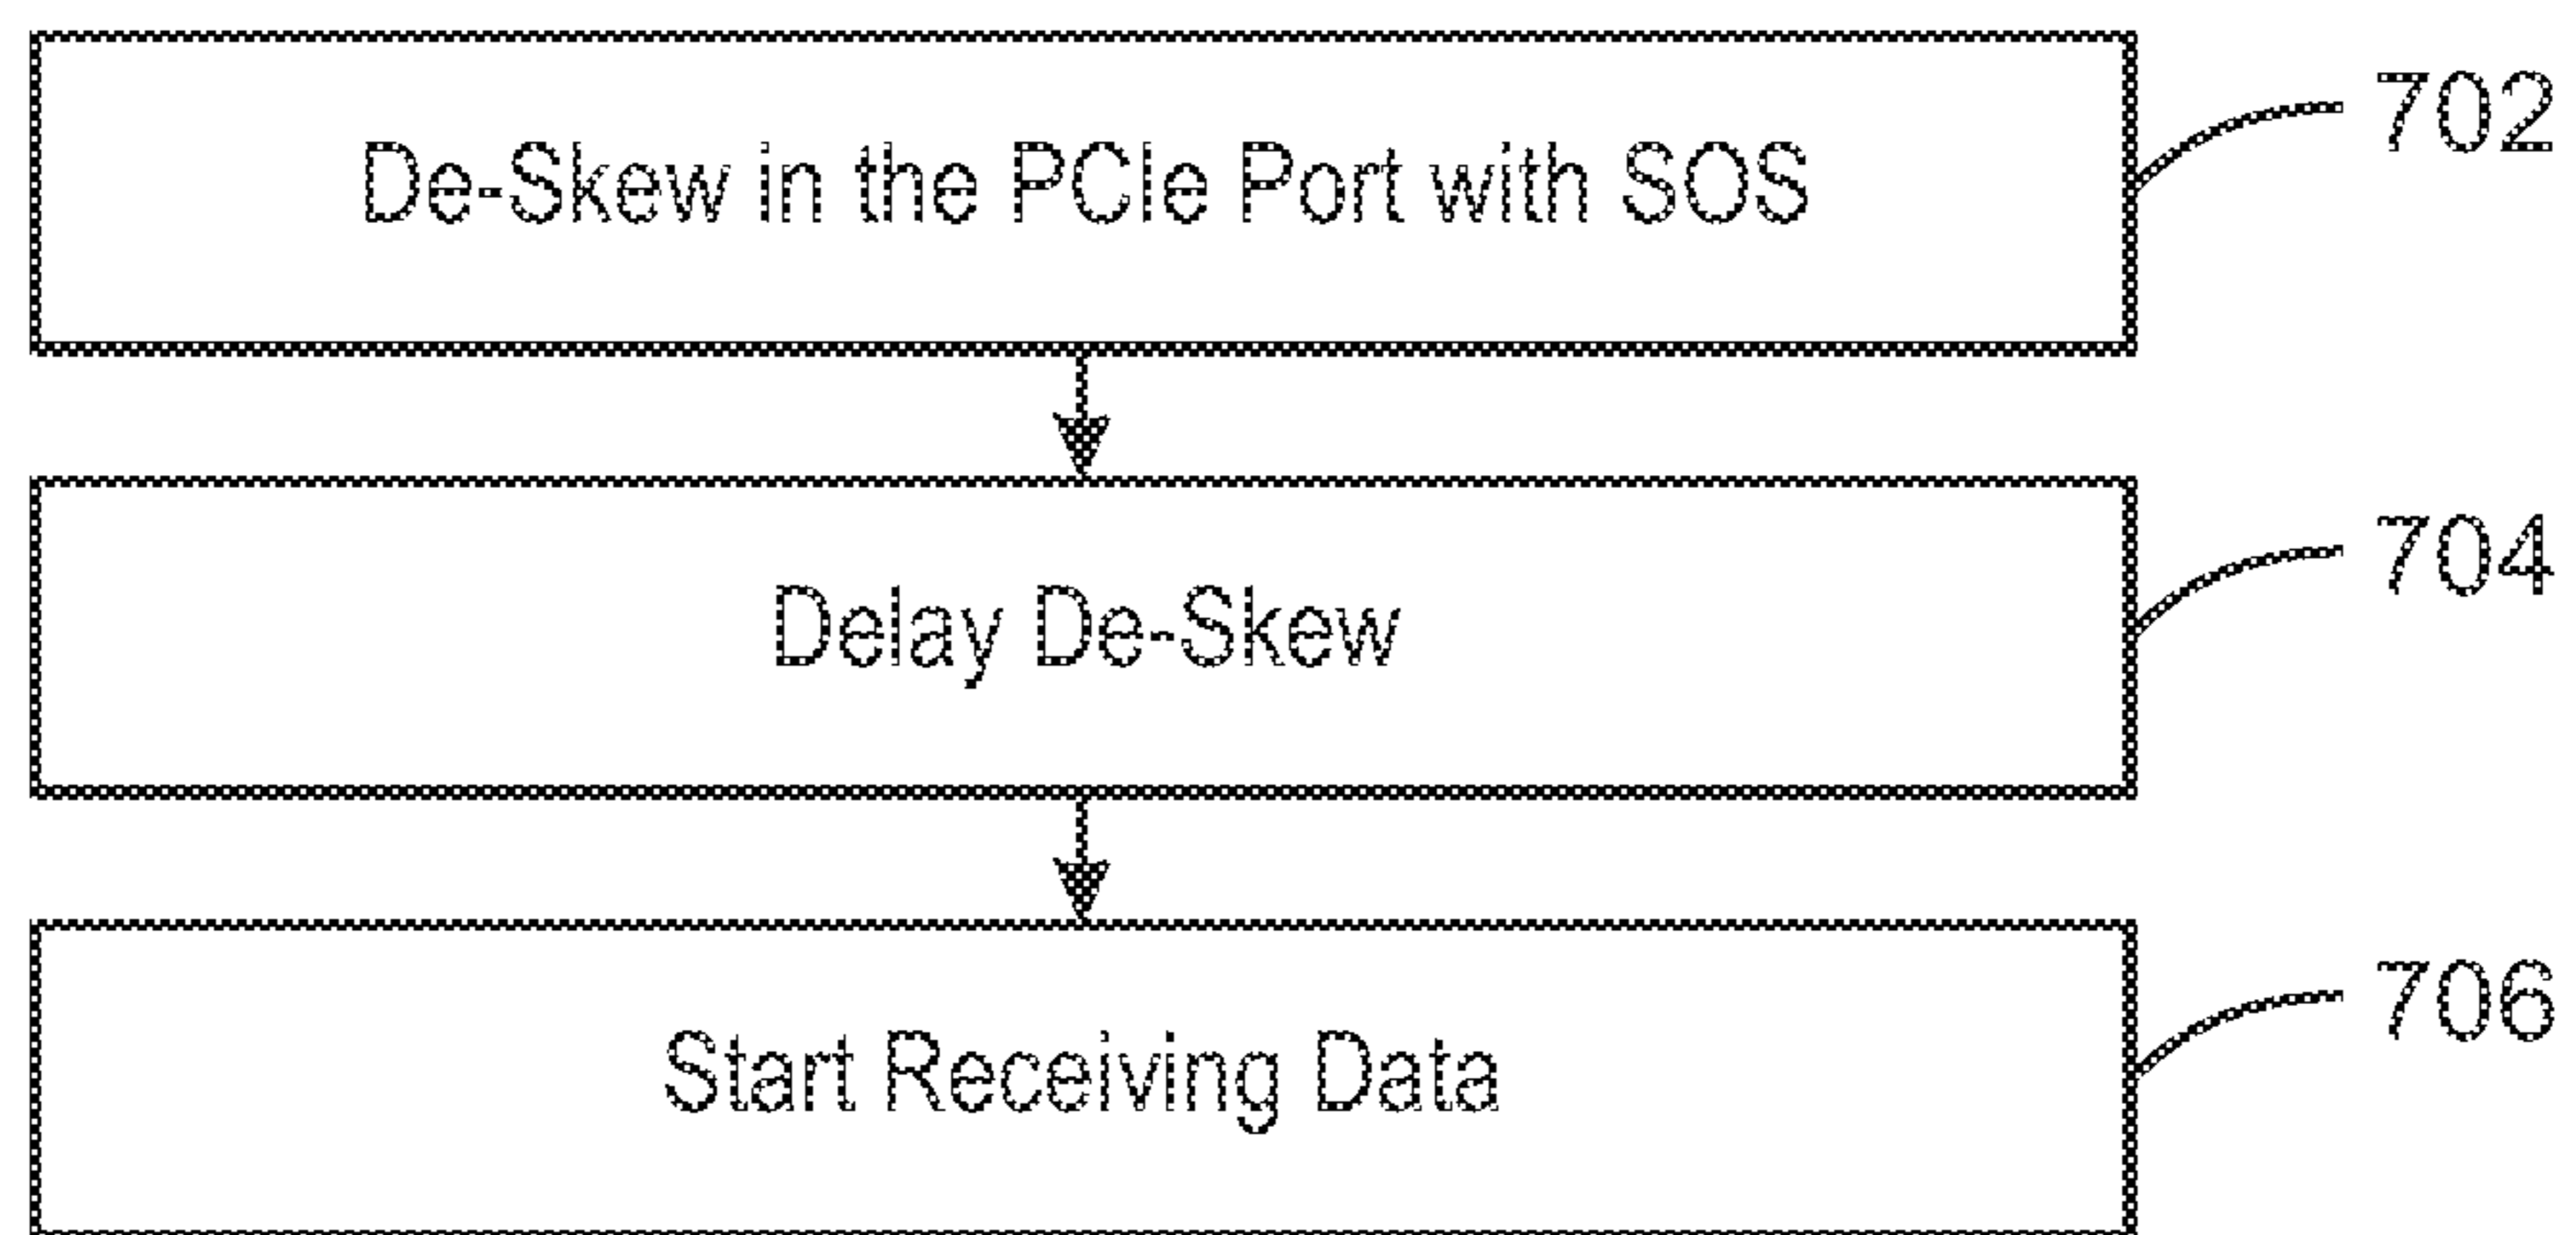 De-Skew in the PCIe Port with SOS
702
Delay De-Skew
704
Start Receiving Data
706